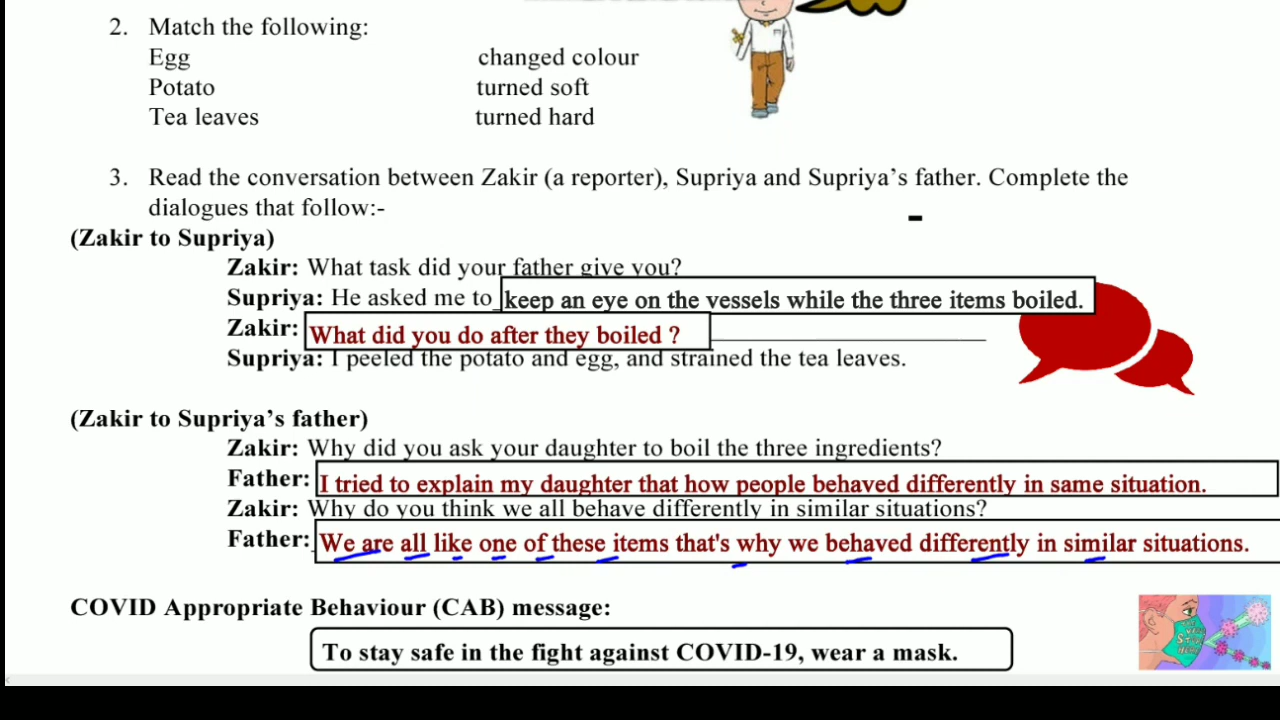 2. Match the following:
Egg changed colour
Potato turned soft
Tea leaves turned hard
3. Read the conversation between Zakir (a reporter), Supriya and Supriya's father. Complete the
dialogues that follow:-
(Zakir to Supriya)
Zakir: What task did your father give you?
Supriya: He asked me to keep an eye on the vessels while the three items boiled.
Zakir: What did you do after they boiled ?
Supriya: I peeled the potato and egg, and strained the tea leaves.
(Zakir to Supriya's father)
Zakir: Why did you ask your daughter to boil the three ingredients?
Father: I tried to explain my daughter that how people behaved differently in same situation.
Zakir: Why do you think we all behave differently in similar situations?
Father: We are all like one of these items that's why we behaved differently in similar situations.
COVID Appropriate Behaviour (CAB) message:
To stay safe in the fight against COVID-19, wear a mask.